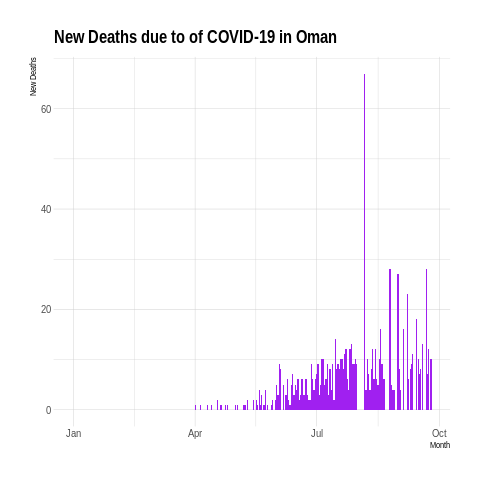 New Deaths due to of COVID-19 in Oman
New Deaths
60
40
20
0
Jan Apr Jul Oct
Month